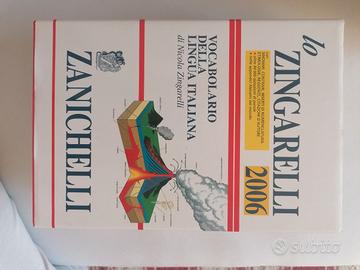 lo
ZINGARELLI
2006
VOCABOLARIO
DELLA
LINGUA ITALIANA
di Nicola Zingarelli
ZANICHELLI
subito